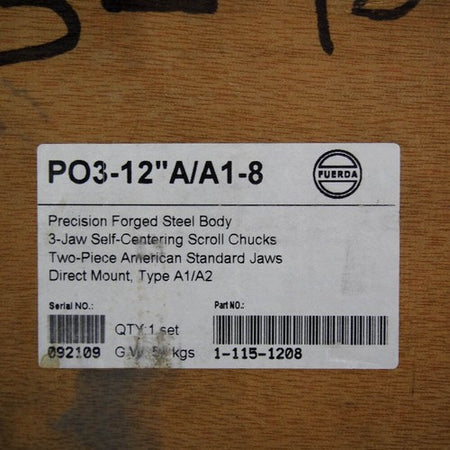 PO3-12"A/A1-8
FUERDA
Precision Forged Steel Body
3-Jaw Self-Centering Scroll Chucks
Two-Piece American Standard Jaws
Direct Mount, Type A1/A2
Serial NO.:
Part NO.:
QTY:1 set
092109
G.W. kgs
1-115-1208